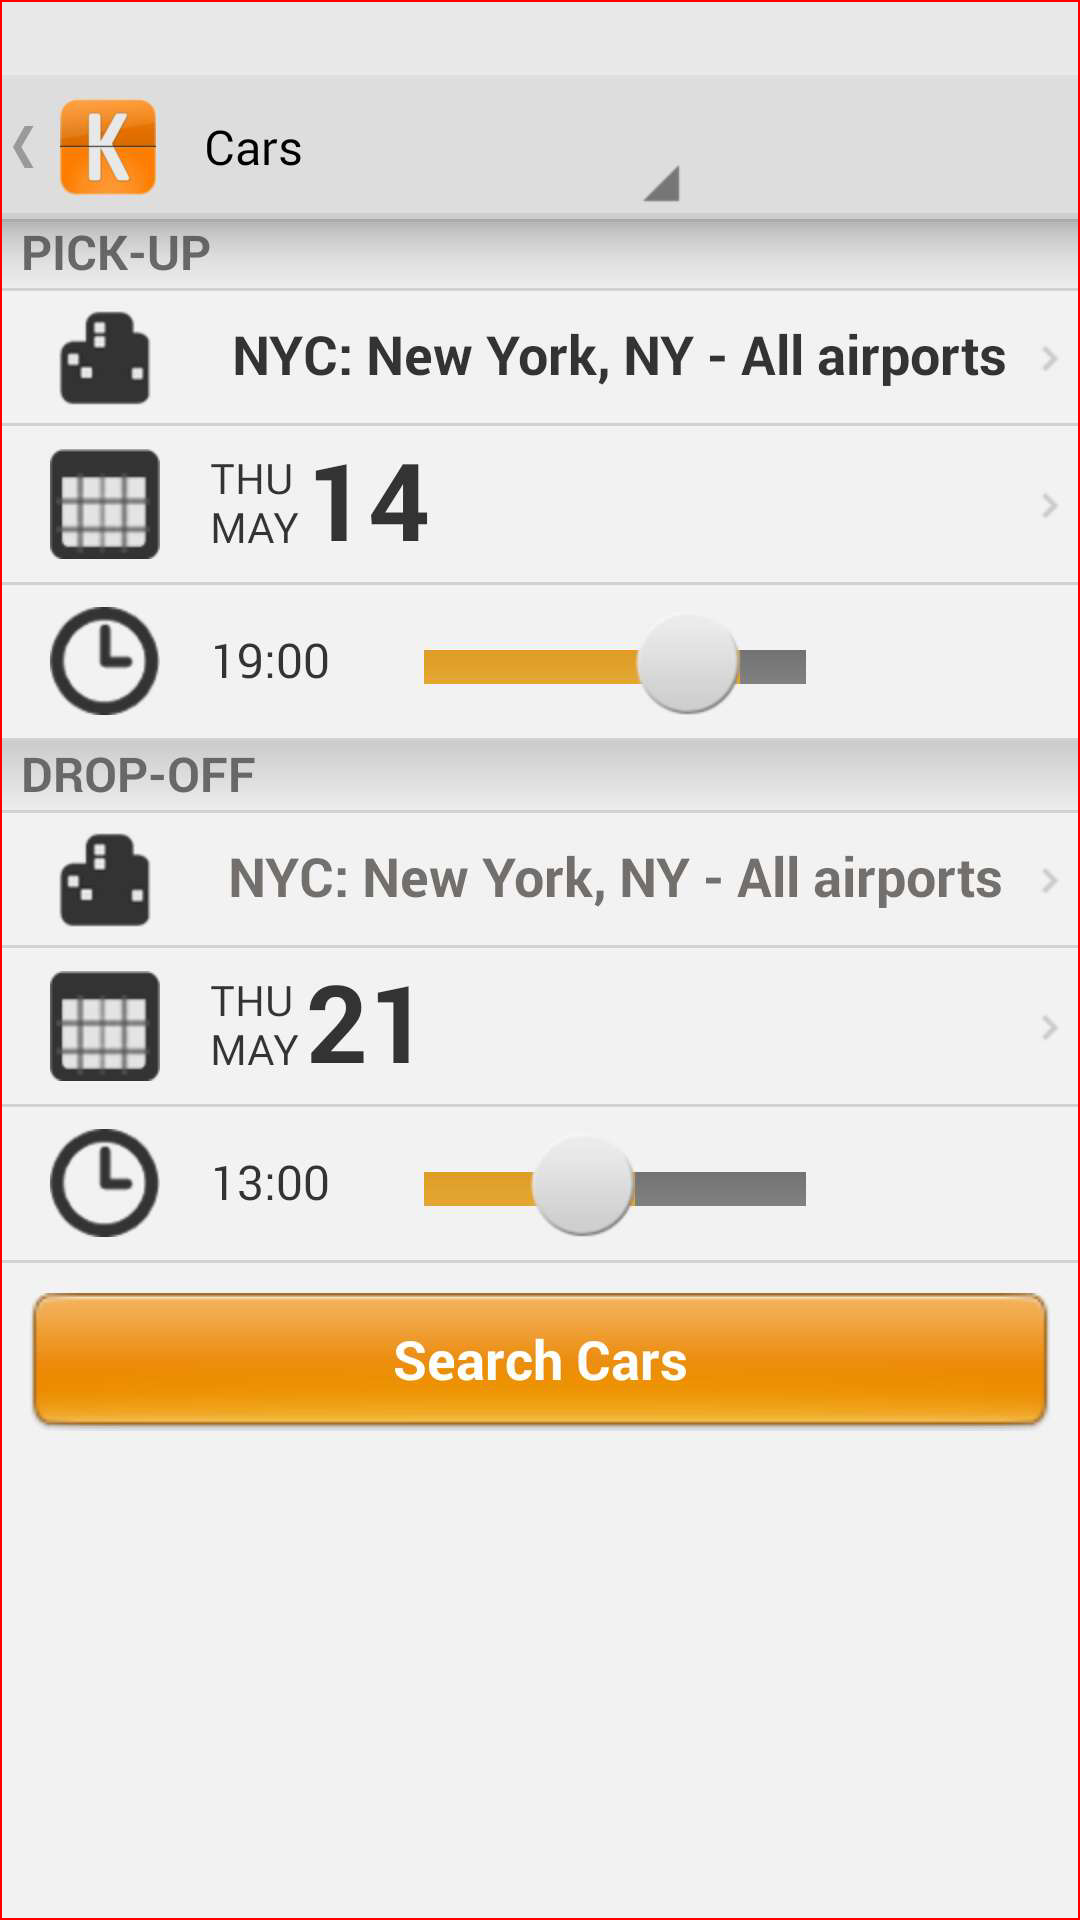 K
Cars
PICK-UP
NYC: New York, NY - All airports
THU
MAY 14
19:00
DROP-OFF
NYC: New York, NY - All airports
THU
MAY 21
13:00
Search Cars